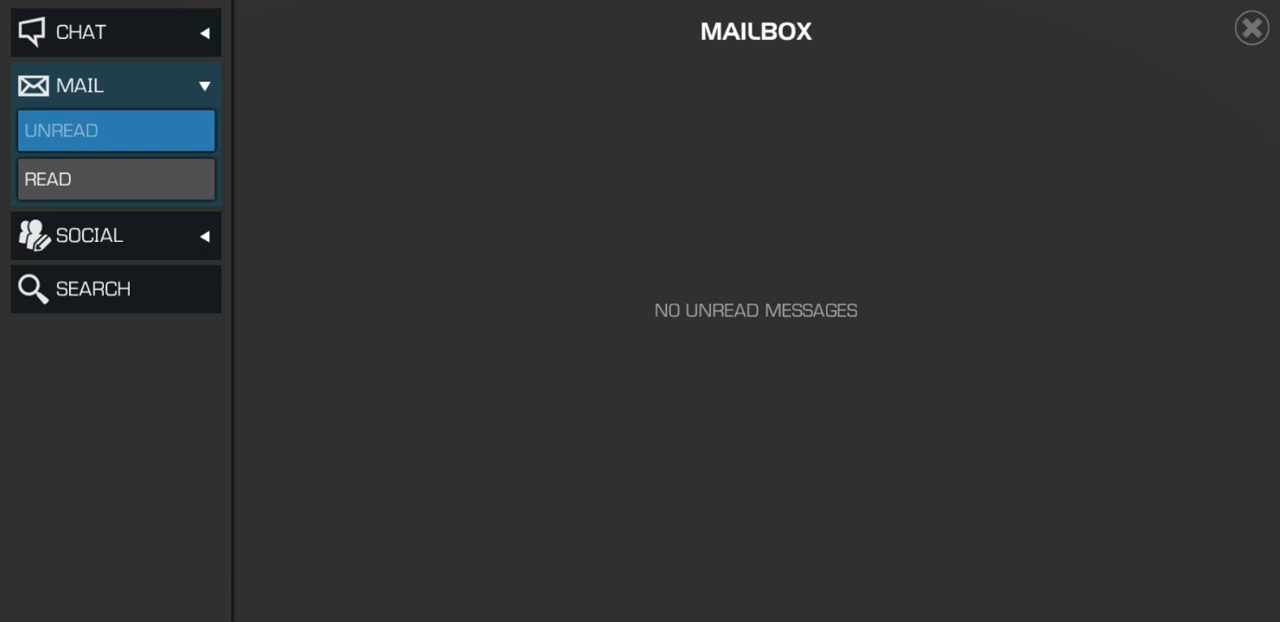 CHAT
MAIL
UNREAD
READ
SOCIAL
SEARCH
MAILBOX
NO UNREAD MESSAGES